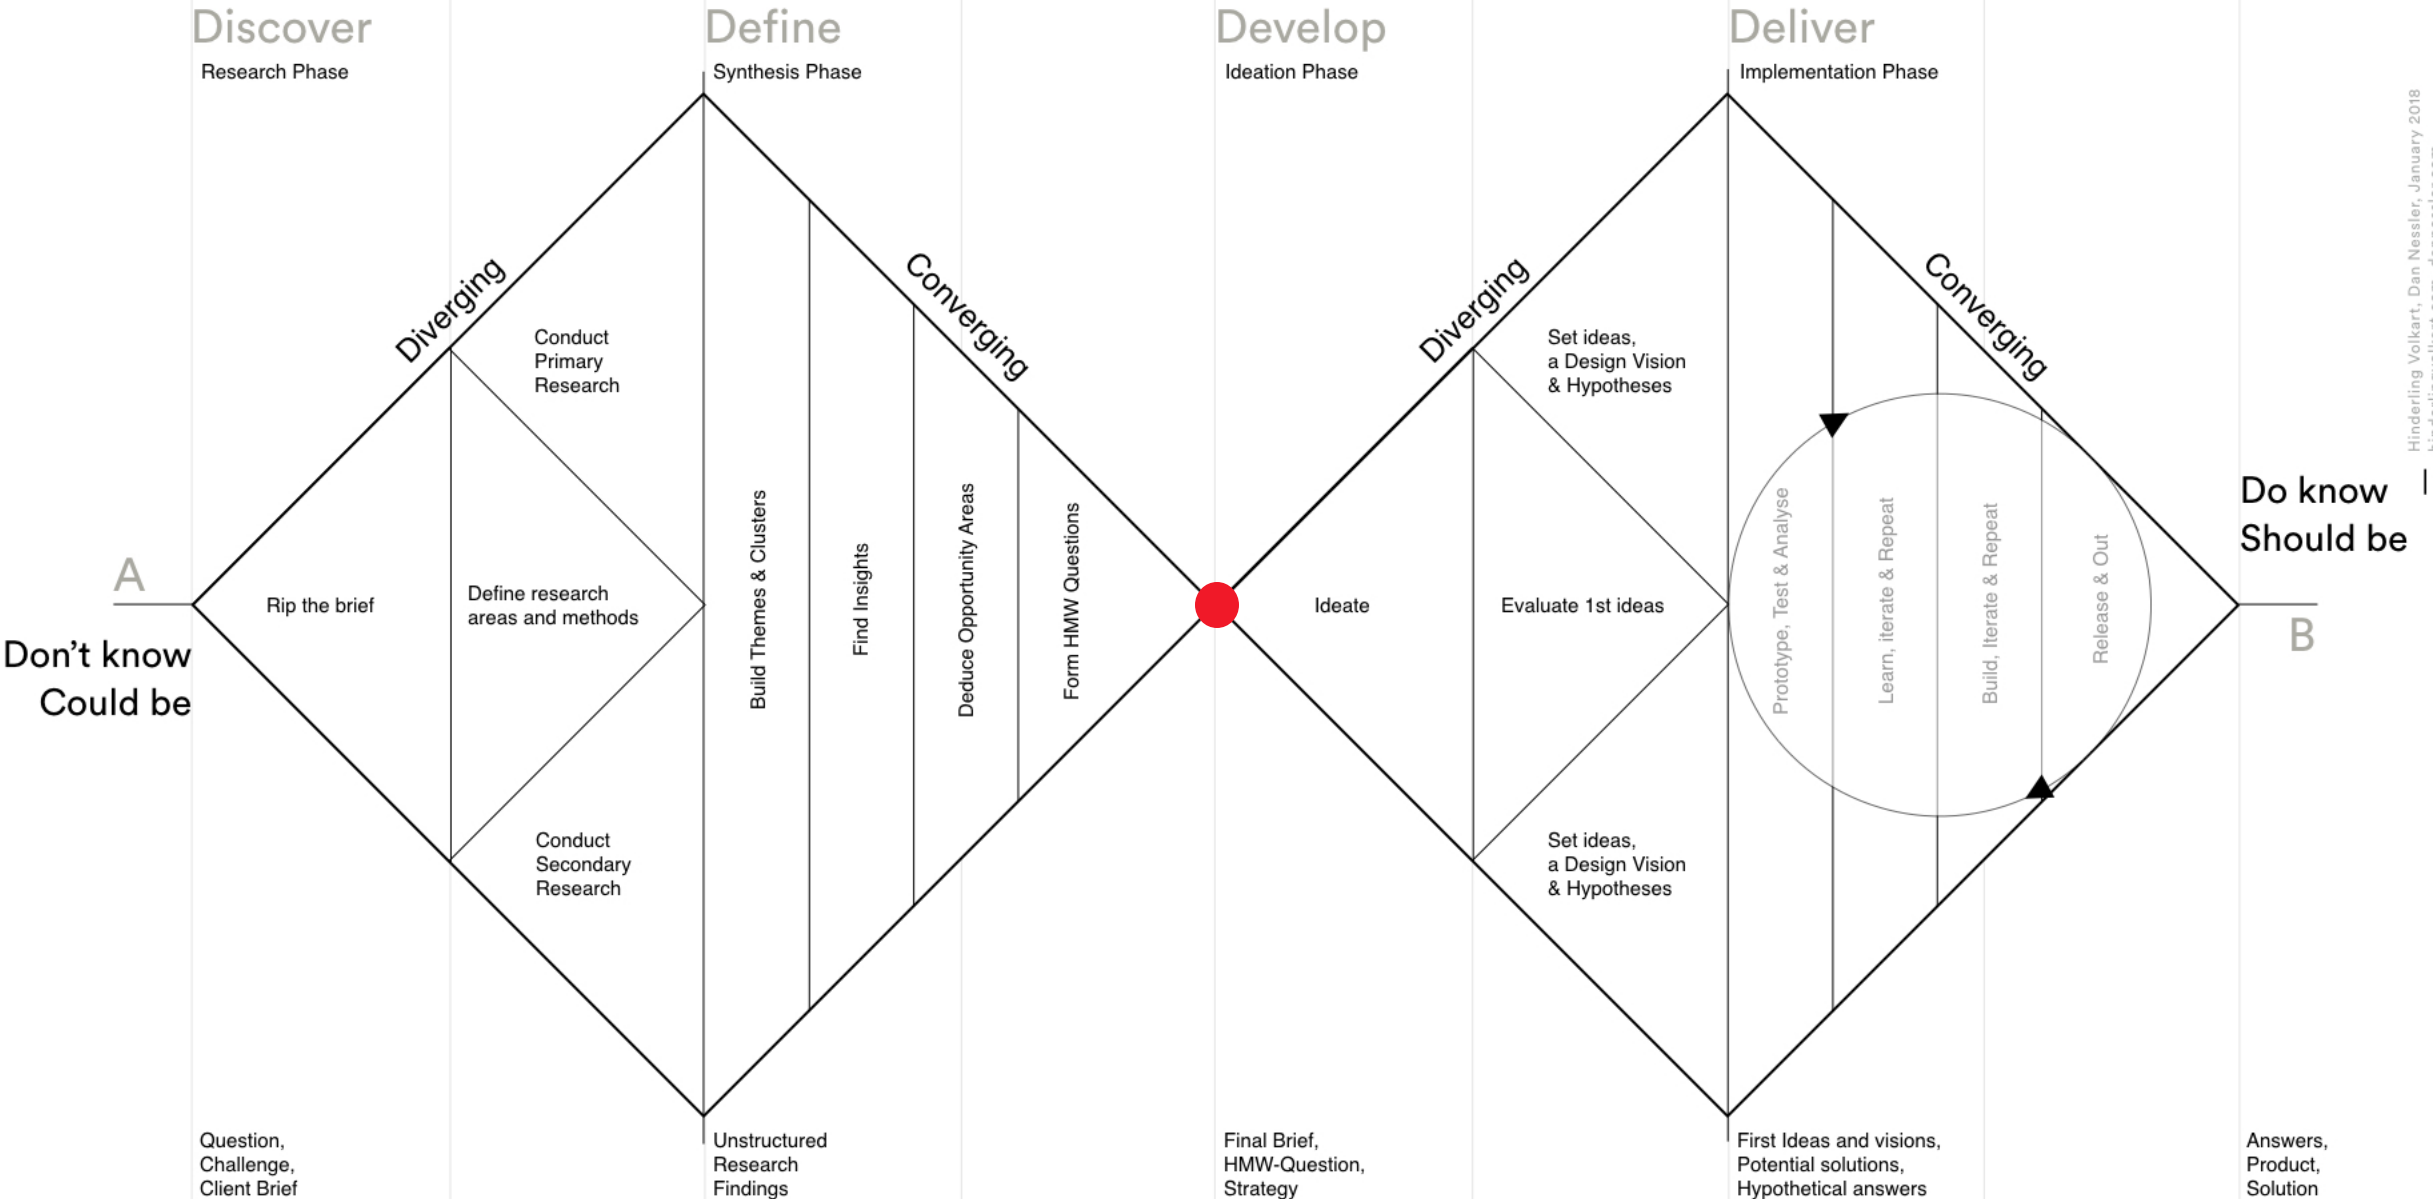 Discover
Define
Develop
Deliver
Research Phase
Synthesis Phase
Ideation Phase
Implementation Phase
Diverging
Converging
Diverging
Converging
Conduct
Primary
Research
Set ideas,
a Design Vision
& Hypotheses
A
Don't know
Could be
Rip the brief
Define research
areas and methods
Build Themes & Clusters
Find Insights
Deduce Opportunity Areas
Form HMW Questions
Ideate
Evaluate 1st ideas
Prototype, Test & Analyse
Learn, iterate & Repeat
Build, Iterate & Repeat
Release & Out
Do know
Should be
B
Conduct
Secondary
Research
Set ideas,
a Design Vision
& Hypotheses
Question,
Challenge,
Client Brief
Unstructured
Research
Findings
Final Brief,
HMW-Question,
Strategy
First Ideas and visions,
Potential solutions,
Hypothetical answers
Answers,
Product,
Solution
Hinderling Volkart, Dan Nessler, January 2018